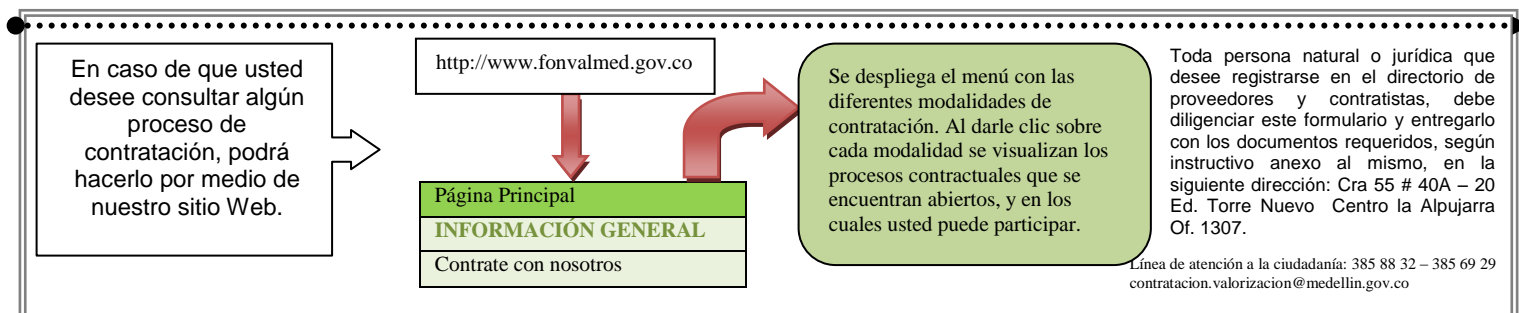 En caso de que usted
desee consultar algún
proceso de
contratación, podrá
hacerlo por medio de
nuestro sitio Web.
http://www.fonvalmed.gov.co
Página Principal
INFORMACIÓN GENERAL
Contrate con nosotros
Se despliega el menú con las
diferentes modalidades de
contratación. Al darle clic sobre
cada modalidad se visualizan los
procesos contractuales que se
encuentran abiertos, y en los
cuales usted puede participar.
Toda persona natural o jurídica que
desee registrarse en el directorio de
proveedores y contratistas, debe
diligenciar este formulario y entregarlo
con los documentos requeridos, según
instructivo anexo al mismo, en la
siguiente dirección: Cra 55 # 40A – 20
Ed. Torre Nuevo Centro la Alpujarra
Of. 1307.
Línea de atención a la ciudadanía: 385 88 32 – 385 69 29
contratacion.valorizacion@medellin.gov.co